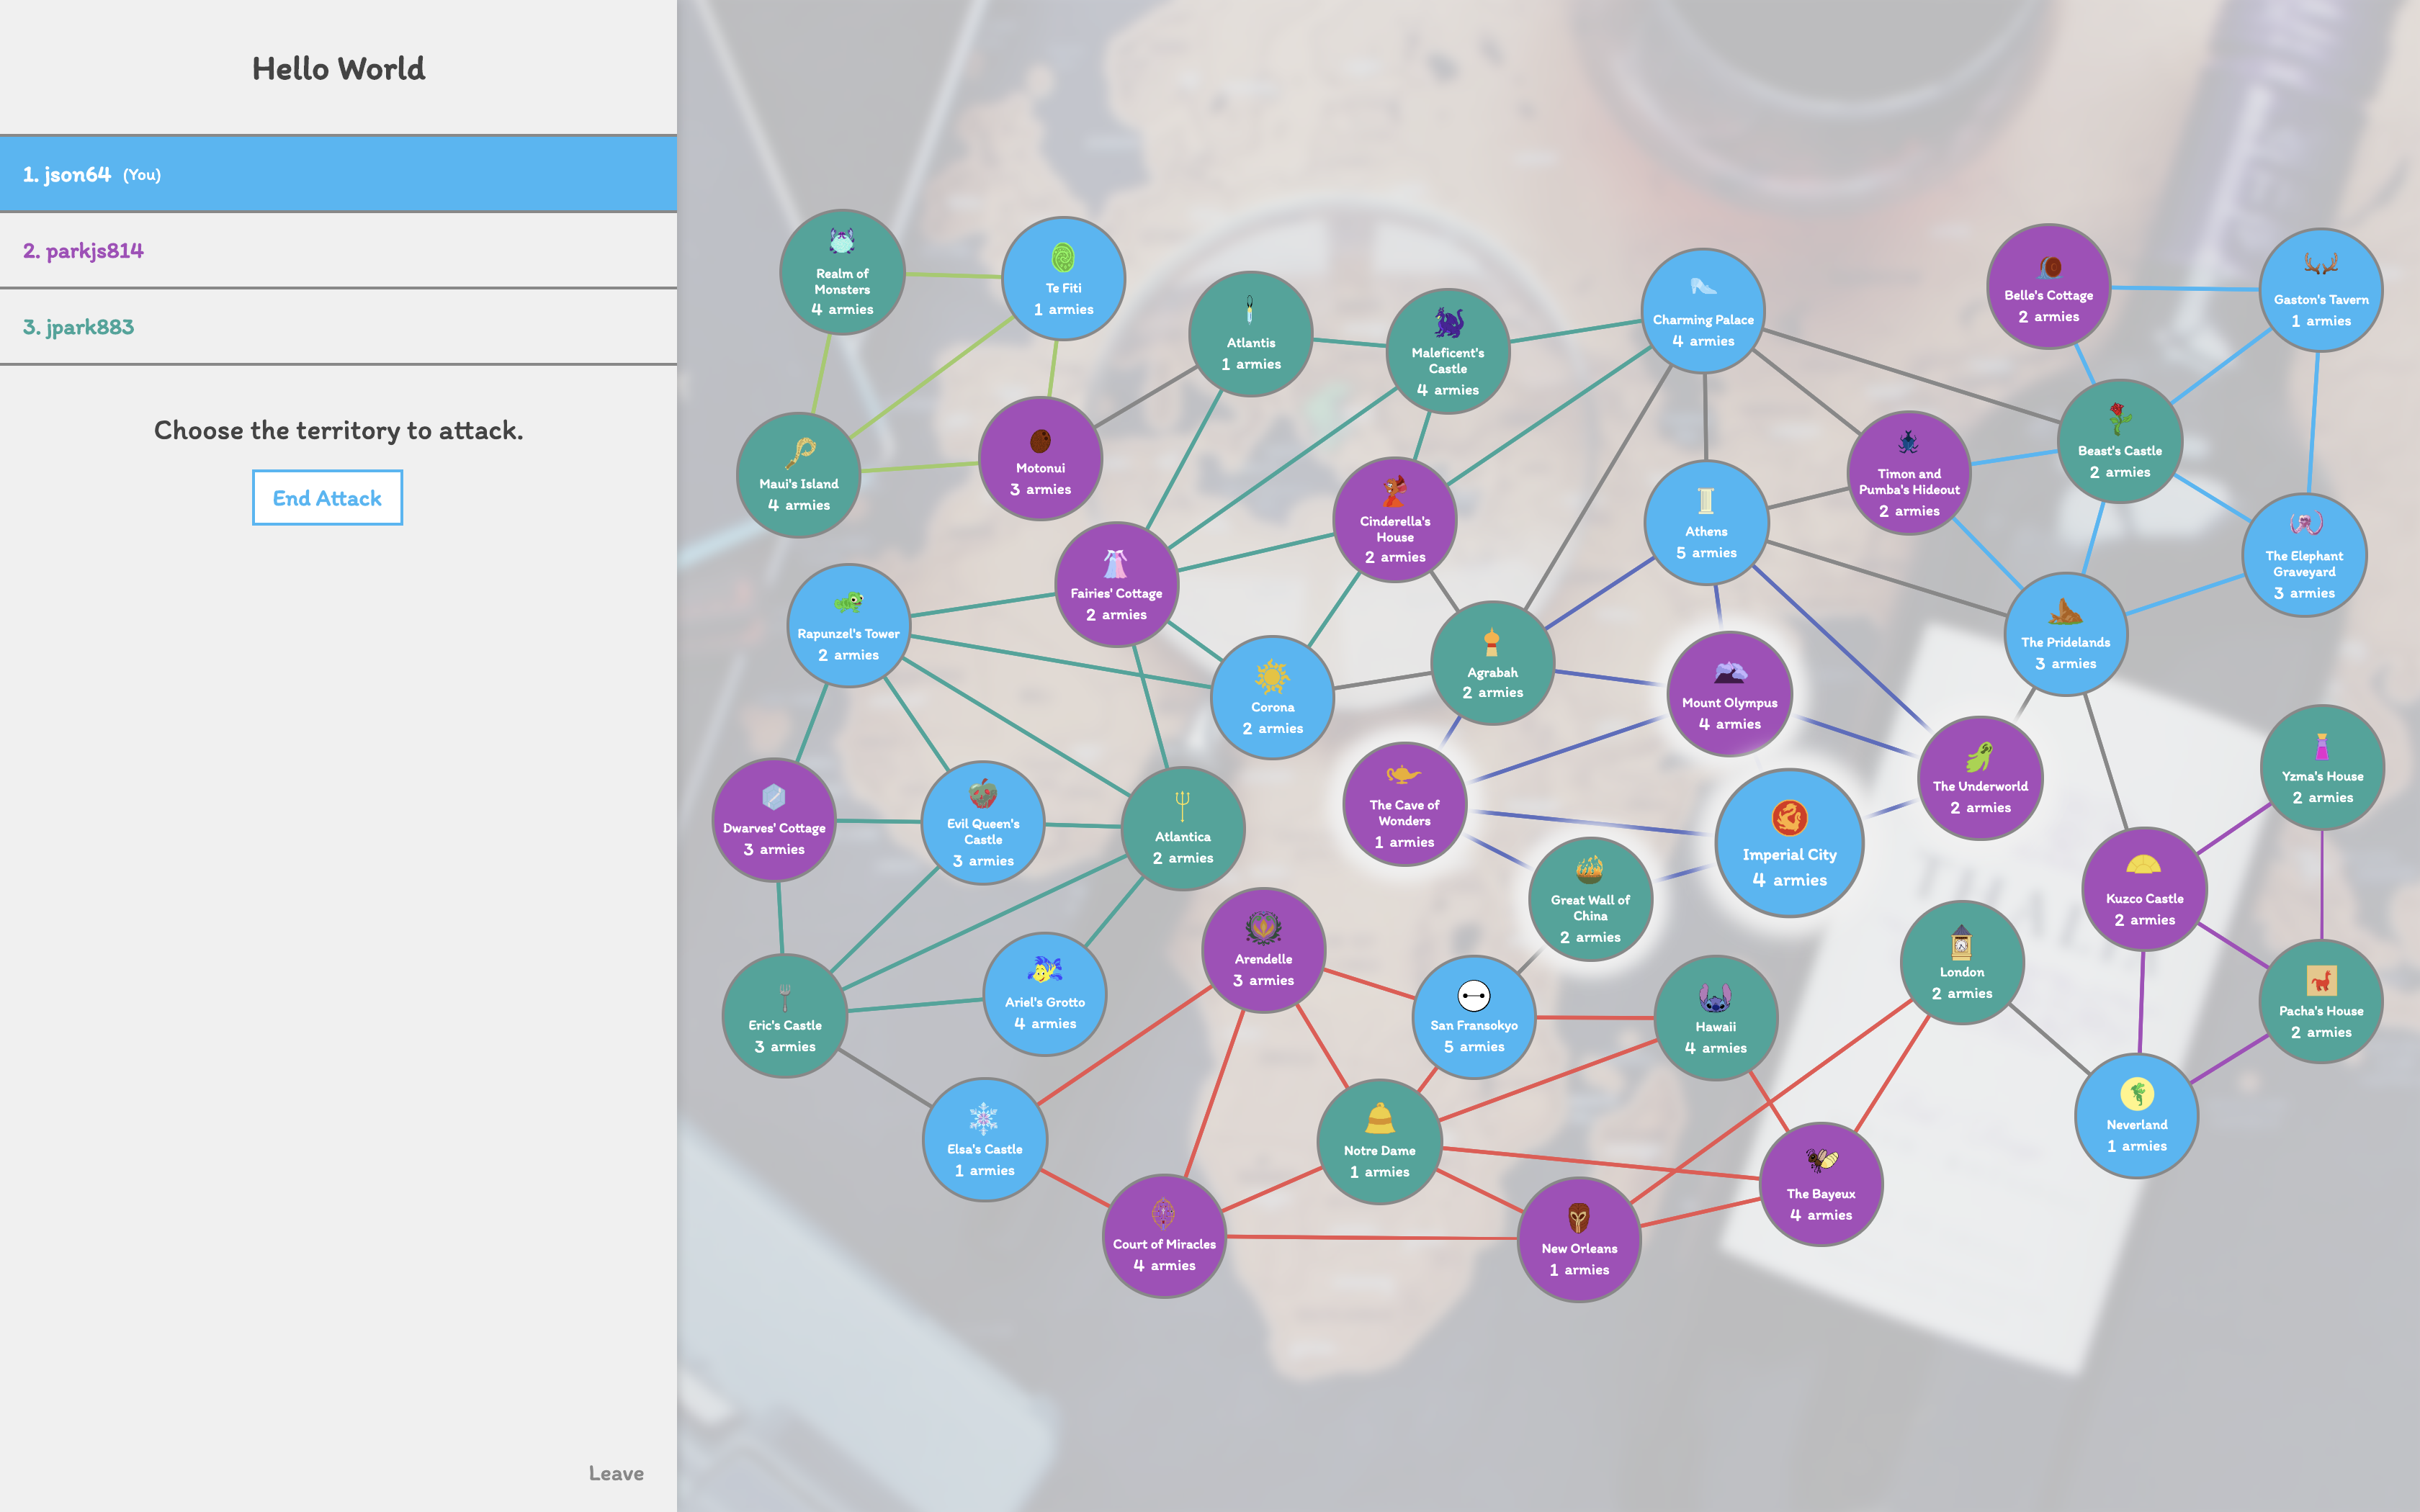 Hello World
1. json64 (You)
2. parkjs814
3. jpark883
Choose the territory to attack.
End Attack
Leave
Realm of
Monsters
4 armies
Te Fiti
1 armies
Atlantis
1 armies
Maleficent's
Castle
4 armies
Charming Palace
4 armies
Belle's Cottage
2 armies
Gaston's Tavern
1 armies
Maui's Island
4 armies
Motonui
3 armies
Cinderella's
House
2 armies
Athens
5 armies
Timon and
Pumba's Hideout
2 armies
Beast's Castle
2 armies
The Elephant
Graveyard
3 armies
Fairies' Cottage
2 armies
Rapunzel's Tower
2 armies
Corona
2 armies
Agrabah
2 armies
Mount Olympus
4 armies
The Pridelands
3 armies
The Underworld
2 armies
Yzma's House
2 armies
Dwarves' Cottage
3 armies
Evil Queen's
Castle
3 armies
Atlantica
2 armies
The Cave of
Wonders
1 armies
Imperial City
4 armies
Great Wall of
China
2 armies
Kuzco Castle
2 armies
Arendelle
3 armies
London
2 armies
Eric's Castle
3 armies
Ariel's Grotto
4 armies
San Fransokyo
5 armies
Hawaii
4 armies
Pacha's House
2 armies
Elsa's Castle
1 armies
Notre Dame
1 armies
Neverland
1 armies
Court of Miracles
4 armies
New Orleans
1 armies
The Bayeux
4 armies